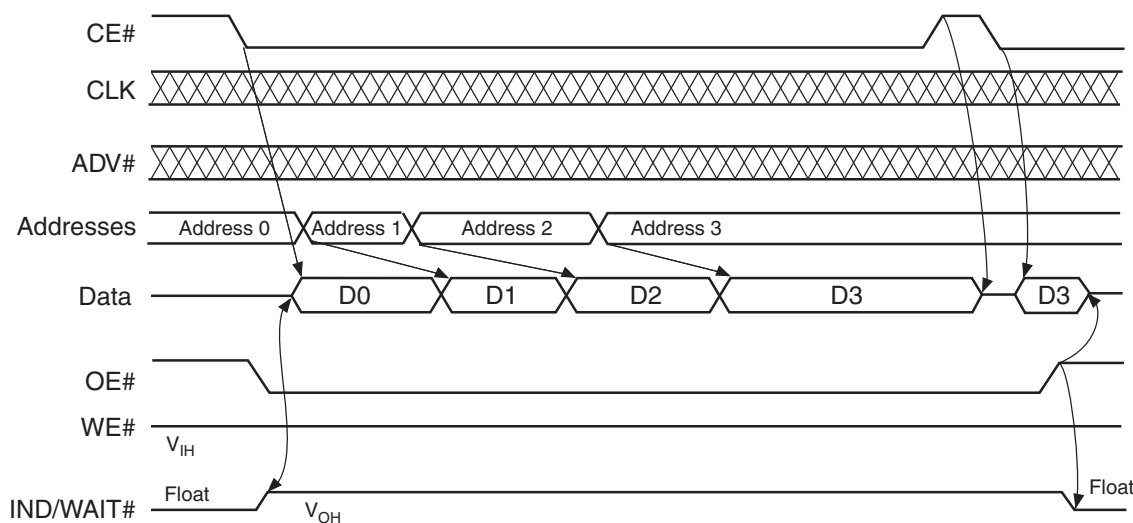 CE#
CLK
ADV#
Addresses Address 0 Address 1 Address 2 Address 3
Data D0 D1 D2 D3 D3
OE#
WE#
VIH
Float Float
IND/WAIT#
VOH